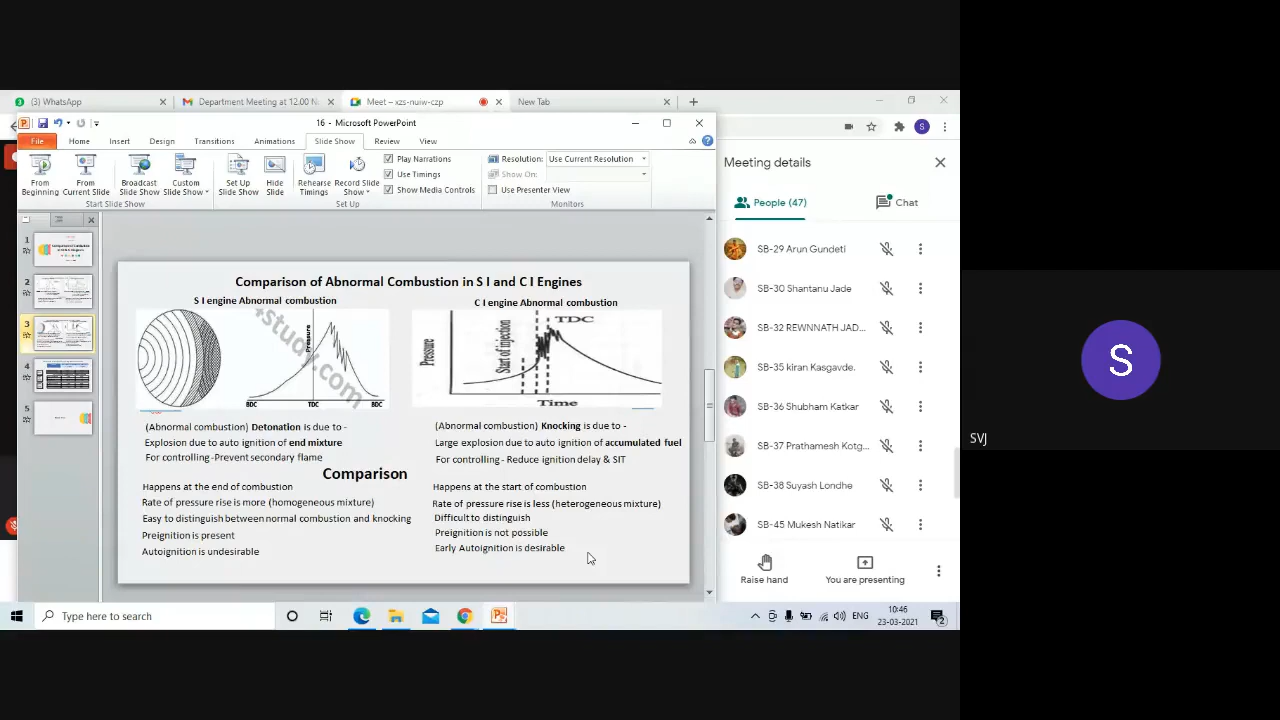 (3) WhatsApp
Department Meeting at 12.00 N
Meet – xzs-nuiw-czp
New Tab
16 - Microsoft PowerPoint
File
Home
Insert
Design
Transitions
Animations
Slide Show
Review
View
From Beginning
From Current Slide
Broadcast Slide Show
Custom Slide Show
Start Slide Show
Set Up Slide Show
Hide Slide
Rehearse Timings
Record Slide Show
Play Narrations
Use Timings
Show Media Controls
Set Up
Resolution:
Use Current Resolution
Show On:
Use Presenter View
Monitors
1
2
3
4
5
Comparison of Abnormal Combustion in S I and C I Engines
S I engine Abnormal combustion
C I engine Abnormal combustion
4study.com
Pressure
BDC
TDC
BDC
Pressure
Start of injection
TDC
Time
(Abnormal combustion) Detonation is due to -
Explosion due to auto ignition of end mixture
For controlling -Prevent secondary flame
(Abnormal combustion) Knocking is due to -
Large explosion due to auto ignition of accumulated fuel
For controlling - Reduce ignition delay & SIT
Comparison
Happens at the end of combustion
Rate of pressure rise is more (homogeneous mixture)
Easy to distinguish between normal combustion and knocking
Preignition is present
Autoignition is undesirable
Happens at the start of combustion
Rate of pressure rise is less (heterogeneous mixture)
Difficult to distinguish
Preignition is not possible
Early Autoignition is desirable
Meeting details
People (47)
Chat
SB-29 Arun Gundeti
SB-30 Shantanu Jade
SB-32 REWNNATH JAD...
SB-35 kiran Kasgavde.
SB-36 Shubham Katkar
SB-37 Prathamesh Kotg...
SB-38 Suyash Londhe
SB-45 Mukesh Natikar
Raise hand
You are presenting
S
SVJ
Type here to search
ENG
10:46
23-03-2021
2